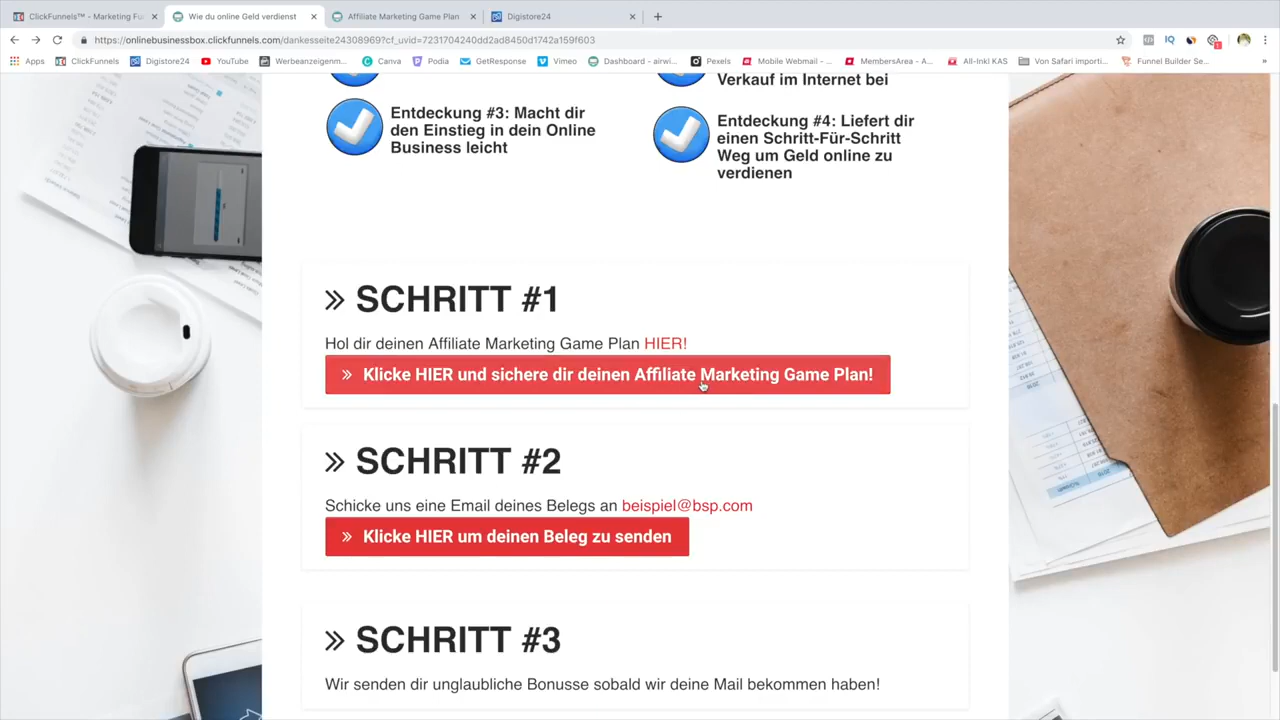 ClickFunnels™ - Marketing Fu
Wie du online Geld verdienst
Affiliate Marketing Game Plan
Digistore24
https://onlinebusinessbox.clickfunnels.com/dankesseite24308969?cf_uvid=7231704240dd2ad8450d1742a159f603
Apps
ClickFunnels
Digistore24
YouTube
Werbeanzeigenm...
Canva
Podia
GetResponse
Vimeo
Dashboard - airwi...
Pexels
Mobile Webmail - ...
MembersArea - A...
All-Inkl KAS
Von Safari importi...
Funnel Builder Se...
Verkauf im Internet bei
Entdeckung #3: Macht dir
den Einstieg in dein Online
Business leicht
Entdeckung #4: Liefert dir
einen Schritt-Für-Schritt
Weg um Geld online zu
verdienen
SCHRITT #1
Hol dir deinen Affiliate Marketing Game Plan HIER!
Klicke HIER und sichere dir deinen Affiliate Marketing Game Plan!
SCHRITT #2
Schicke uns eine Email deines Belegs an beispiel@bsp.com
Klicke HIER um deinen Beleg zu senden
SCHRITT #3
Wir senden dir unglaubliche Bonusse sobald wir deine Mail bekommen haben!